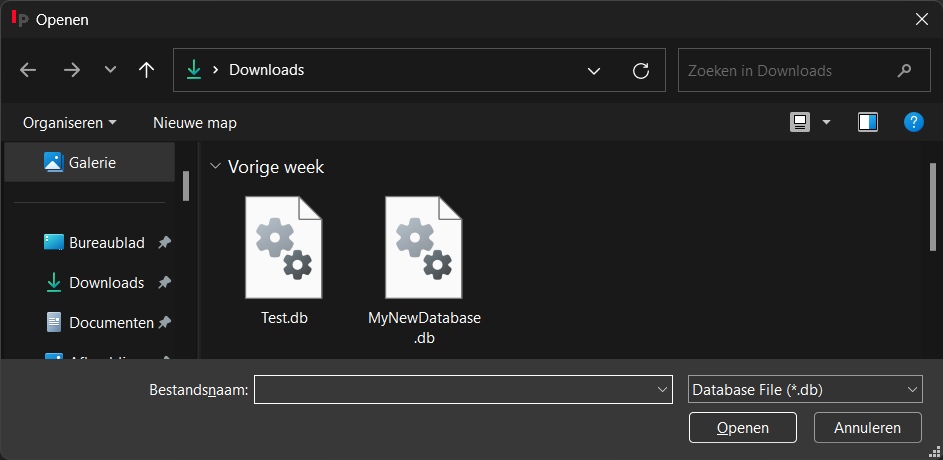 Openen
Downloads
Zoeken in Downloads
Organiseren
Nieuwe map
Galerie
Vorige week
Bureaublad
Downloads
Documenten
Test.db
MyNewDatabase
.db
Bestandsnaam:
Database File (*.db)
Openen
Annuleren